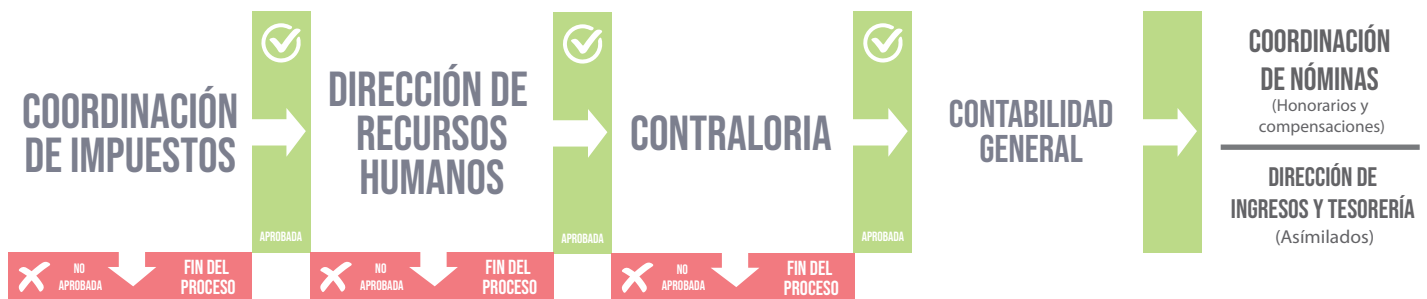 COORDINACIÓN
DE IMPUESTOS
APROBADA
NO
APROBADA
FIN DEL
PROCESO
DIRECCIÓN DE
RECURSOS
HUMANOS
APROBADA
NO
APROBADA
FIN DEL
PROCESO
CONTRALORIA
APROBADA
NO
APROBADA
FIN DEL
PROCESO
CONTABILIDAD
GENERAL
COORDINACIÓN
DE NÓMINAS
(Honorarios y
compensaciones)
DIRECCIÓN DE
INGRESOS Y TESORERÍA
(Asímilados)